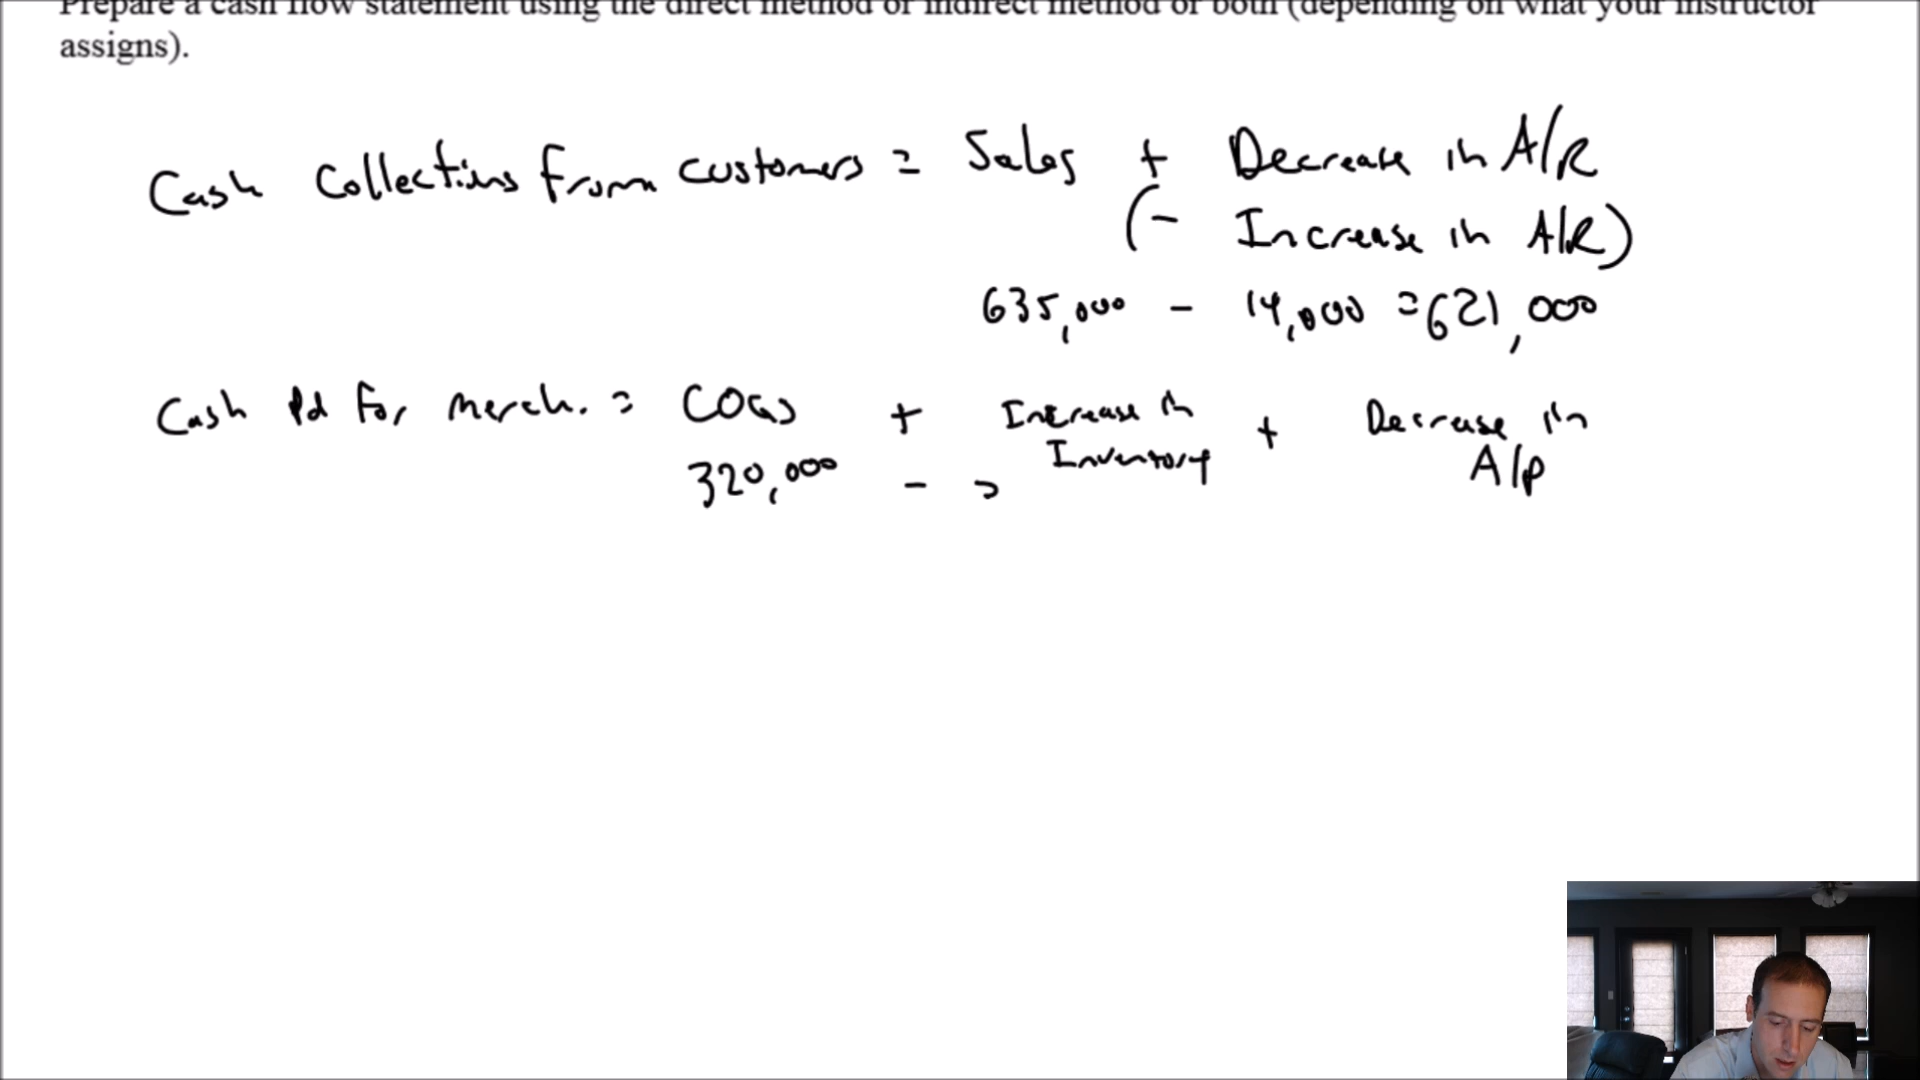 Prepare a cash flow statement using the direct method or indirect method or both (depending on what your instructor
assigns).
Cash Collections from customers = Sales + Decrease in A/R
(- Increase in A/R)
635,000 - 14,000 = 621,000
Cash Pd for merch. = COGS + Increase in Inventory + Decrease in A/P
320,000 -